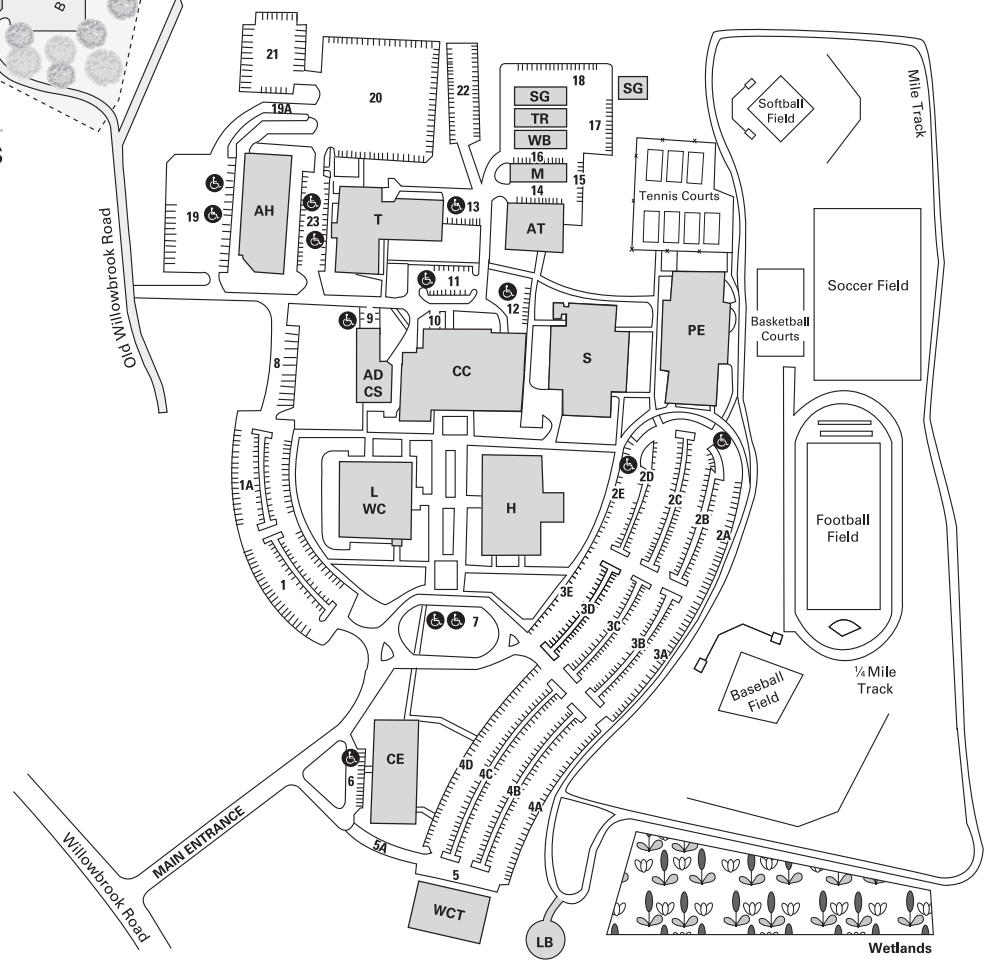 B
S
21
20
22
18
SG
SG
TR
17
WB
16
M
15
14
19A
Softball
Field
Mile Track
Tennis Courts
19
AH
23
T
13
AT
Old Willowbrook Road
11
12
10
9
8
AD
CS
CC
S
PE
Soccer Field
Basketball
Courts
1A
L
WC
H
2E
2D
2C
2B
2A
Football
Field
1
3E
3D
3C
3B
3A
7
¼ Mile
Track
Baseball
Field
CE
6
4D
4C
4B
4A
5A
5
MAIN ENTRANCE
Willowbrook Road
WCT
LB
Wetlands